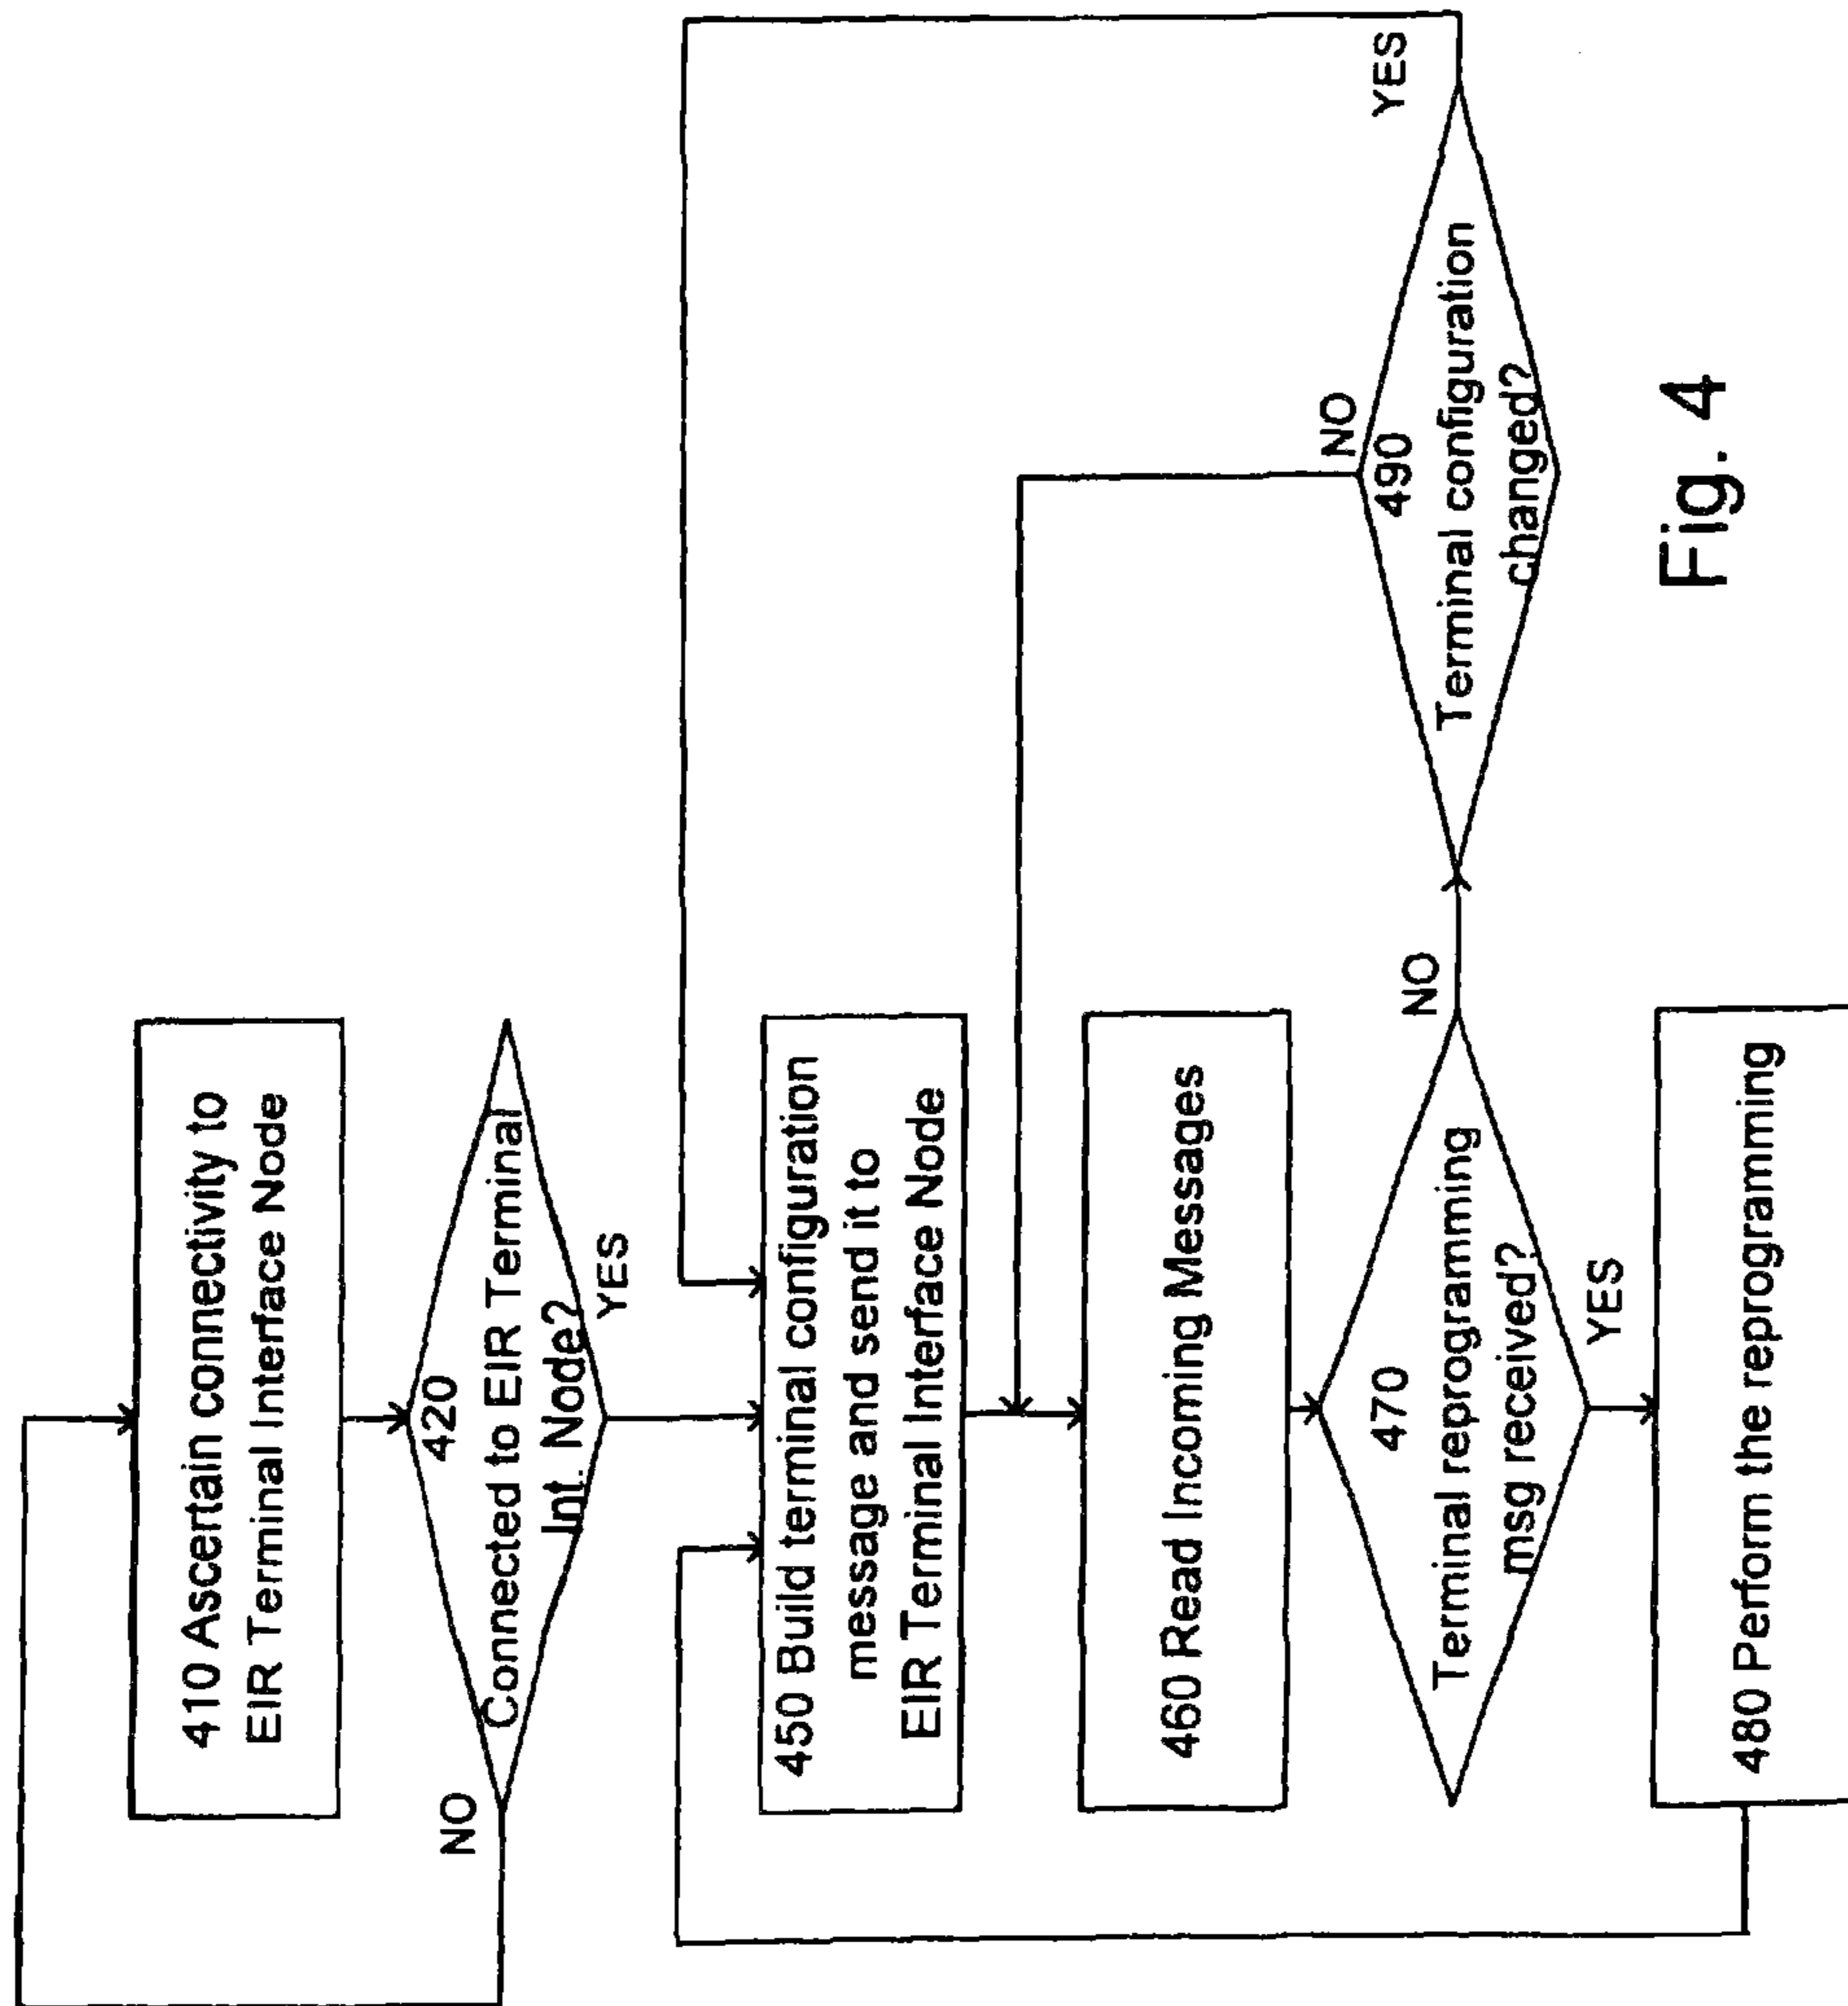 410 Ascertain connectivity to
EIR Terminal Interface Node
420
Connected to EIR Terminal
Int. Node?
NO
YES
450 Build terminal configuration
message and send it to
EIR Terminal Interface Node
460 Read Incoming Messages
470
Terminal reprogramming
msg received?
NO
YES
480 Perform the reprogramming
490
Terminal configuration
changed?
NO
YES
Fig. 4